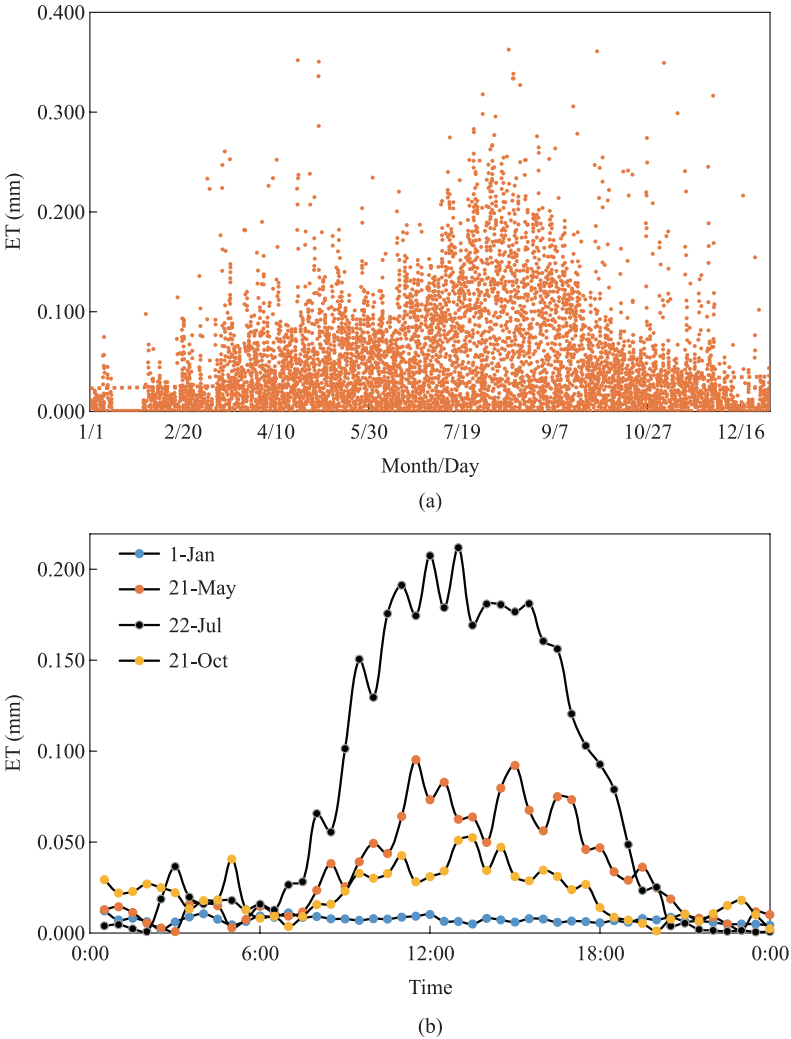 0.400
0.300
0.200
0.100
0.000
ET (mm)
1/1 2/20 4/10 5/30 7/19 9/7 10/27 12/16
Month/Day
(a)
1-Jan
21-May
22-Jul
21-Oct
0.200
0.150
0.100
0.050
0.000
ET (mm)
0:00 6:00 12:00 18:00 0:00
Time
(b)